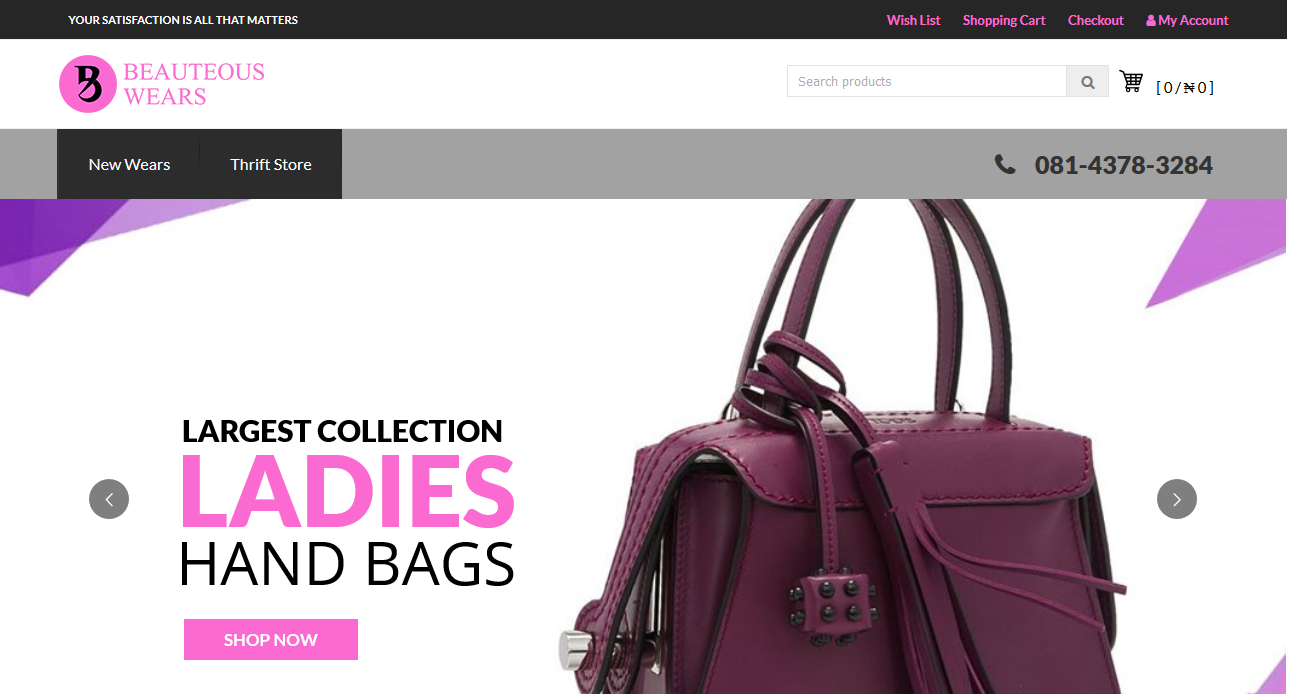 YOUR SATISFACTION IS ALL THAT MATTERS
Wish List Shopping Cart Checkout My Account
B BEAUTEOUS
WEARS
Search products
[ 0 / ₦ 0 ]
New Wears Thrift Store
081-4378-3284
LARGEST COLLECTION
LADIES
HAND BAGS
SHOP NOW